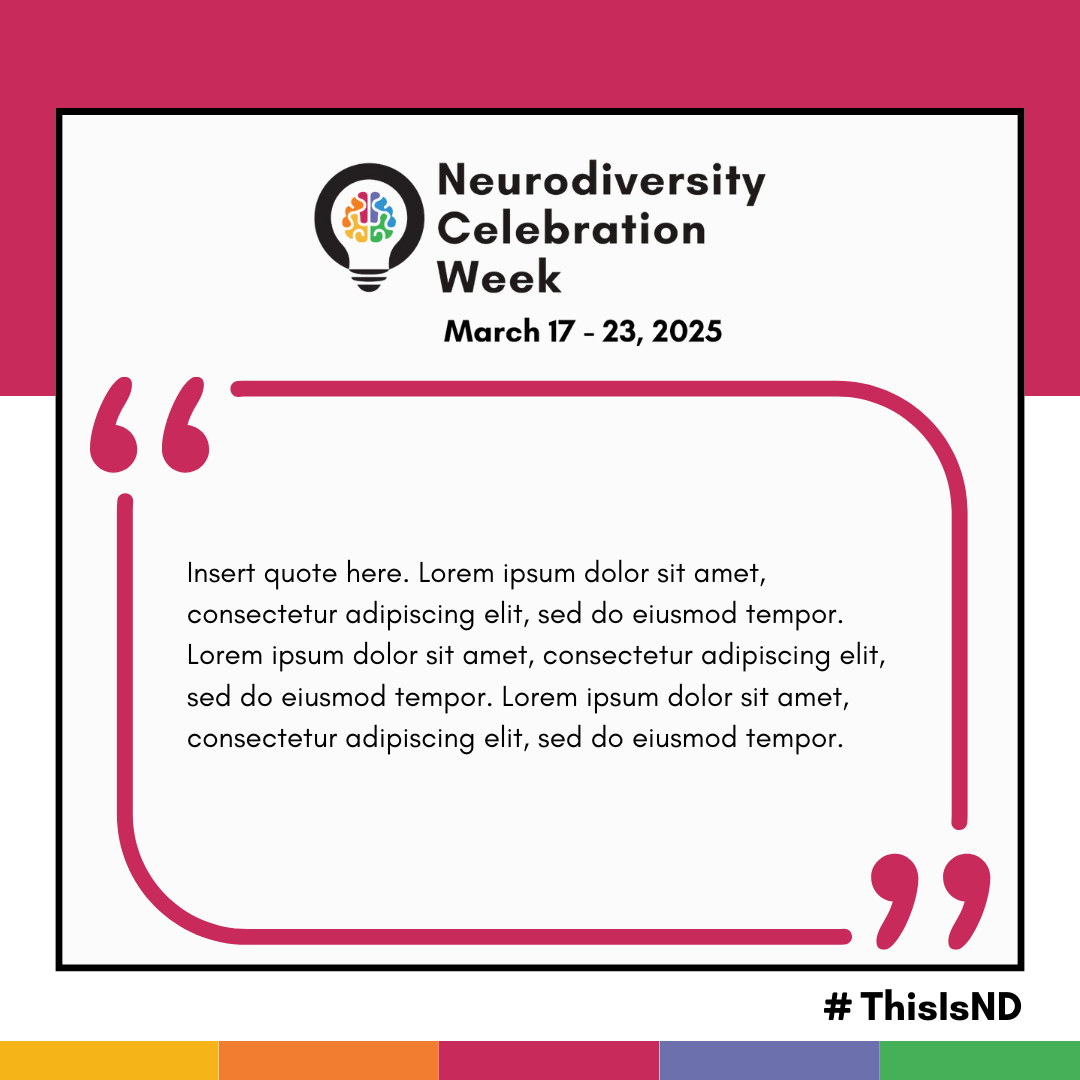 Neurodiversity
Celebration
Week
March 17 - 23, 2025
Insert quote here. Lorem ipsum dolor sit amet,
consectetur adipiscing elit, sed do eiusmod tempor.
Lorem ipsum dolor sit amet, consectetur adipiscing elit,
sed do eiusmod tempor. Lorem ipsum dolor sit amet,
consectetur adipiscing elit, sed do eiusmod tempor.
# ThisIsND